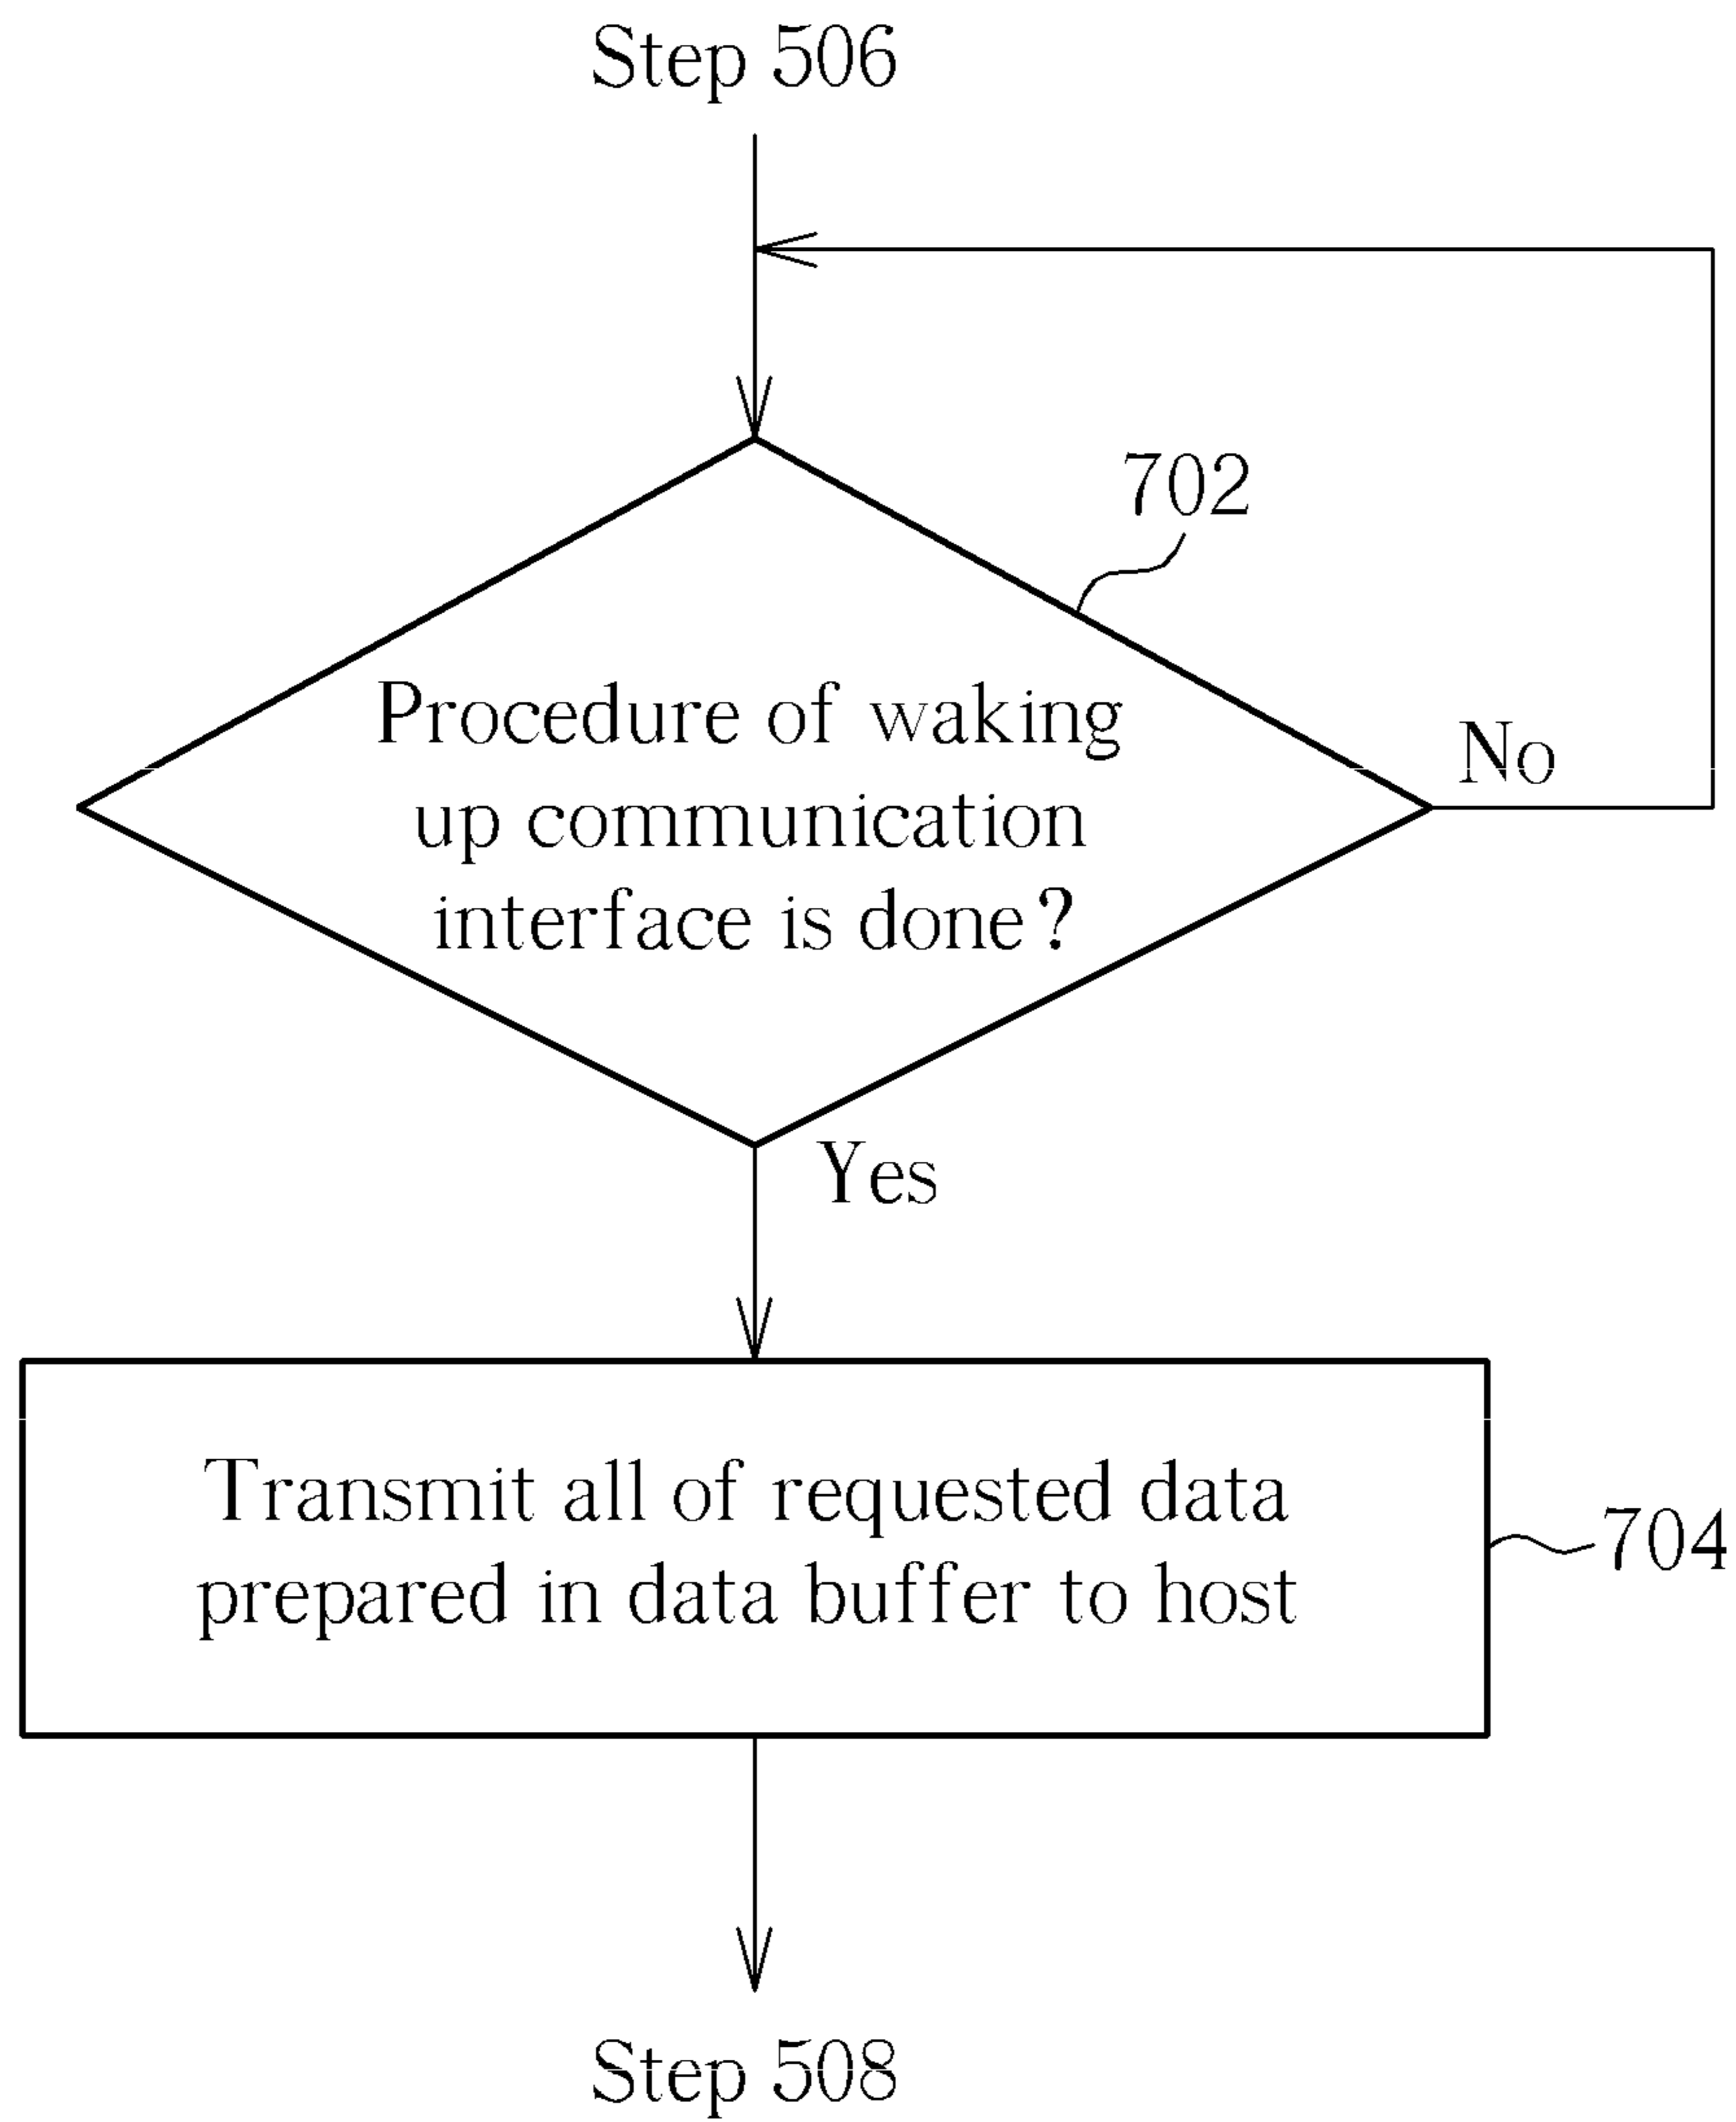 Step 506
702
Procedure of waking
up communication
interface is done?
No
Yes
Transmit all of requested data
prepared in data buffer to host
704
Step 508